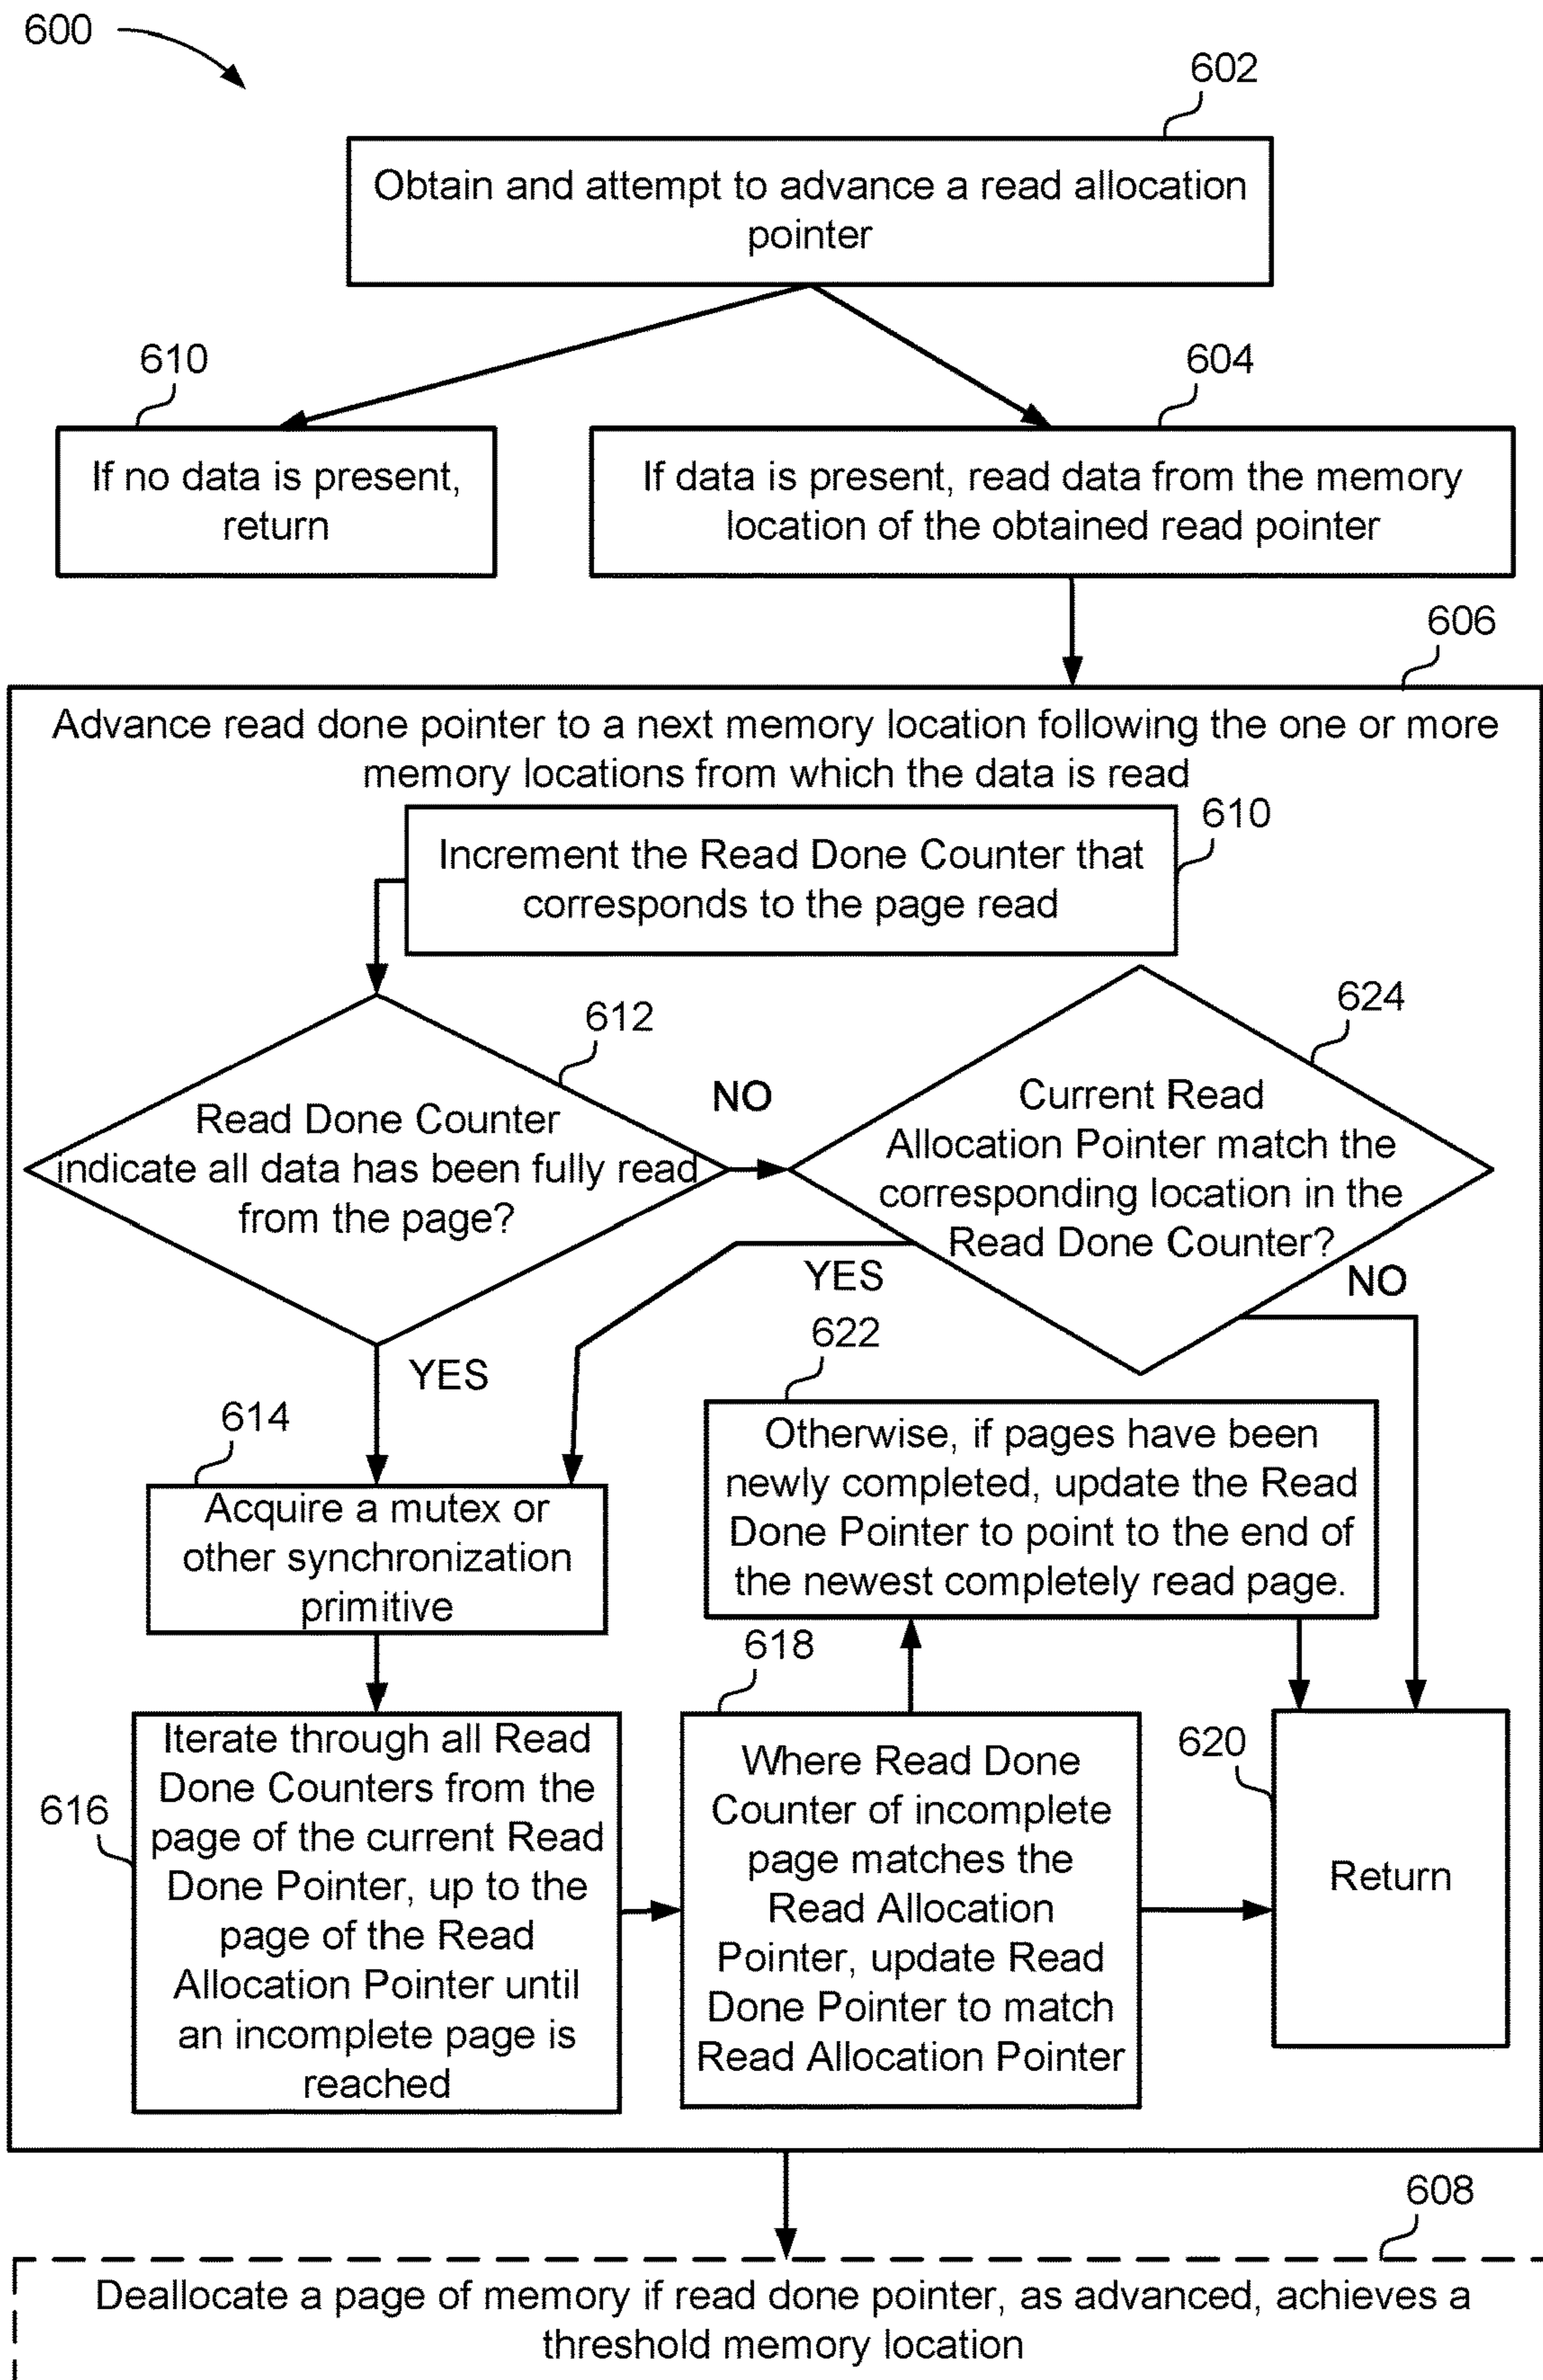 600
602
Obtain and attempt to advance a read allocation
pointer
610
If no data is present,
return
604
If data is present, read data from the memory
location of the obtained read pointer
606
Advance read done pointer to a next memory location following the one or more
memory locations from which the data is read
610
Increment the Read Done Counter that
corresponds to the page read
612
Read Done Counter
indicate all data has been fully read
from the page?
NO
624
Current Read
Allocation Pointer match the
corresponding location in the
Read Done Counter?
YES
NO
YES
622
Otherwise, if pages have been
newly completed, update the Read
Done Pointer to point to the end of
the newest completely read page.
614
Acquire a mutex or
other synchronization
primitive
616
Iterate through all Read
Done Counters from the
page of the current Read
Done Pointer, up to the
page of the Read
Allocation Pointer until
an incomplete page is
reached
618
Where Read Done
Counter of incomplete
page matches the
Read Allocation
Pointer, update Read
Done Pointer to match
Read Allocation Pointer
620
Return
608
Deallocate a page of memory if read done pointer, as advanced, achieves a
threshold memory location